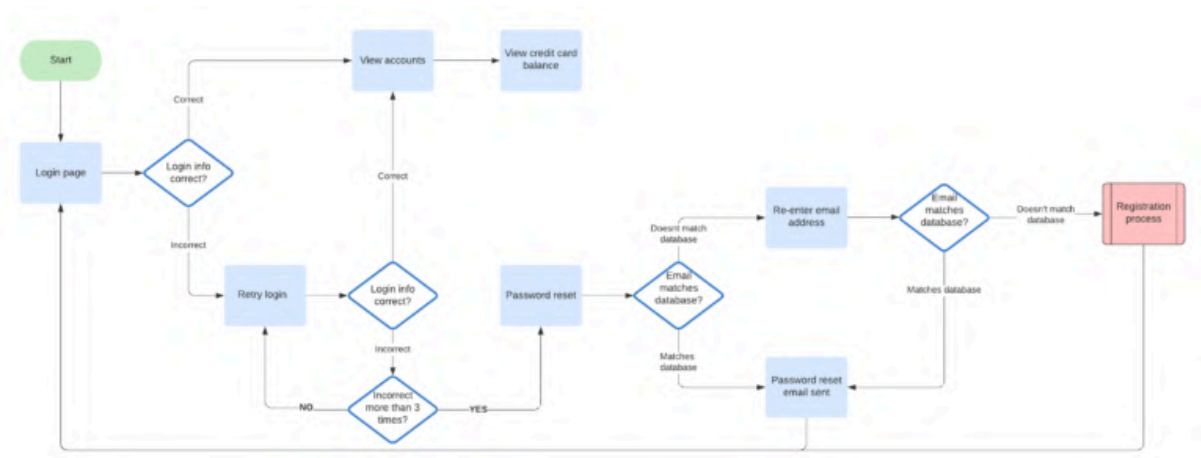 Start
View accounts
View credit card
balance
Correct
Login page
Login info
correct?
Correct
Incorrect
Retry login
Login info
correct?
Incorrect
Incorrect
more than 3
times?
NO
YES
Password reset
Email
matches
database?
Doesnt match
database
Matches
database
Re-enter email
address
Email
matches
database?
Doesn't match
database
Registration
process
Matches database
Password reset
email sent